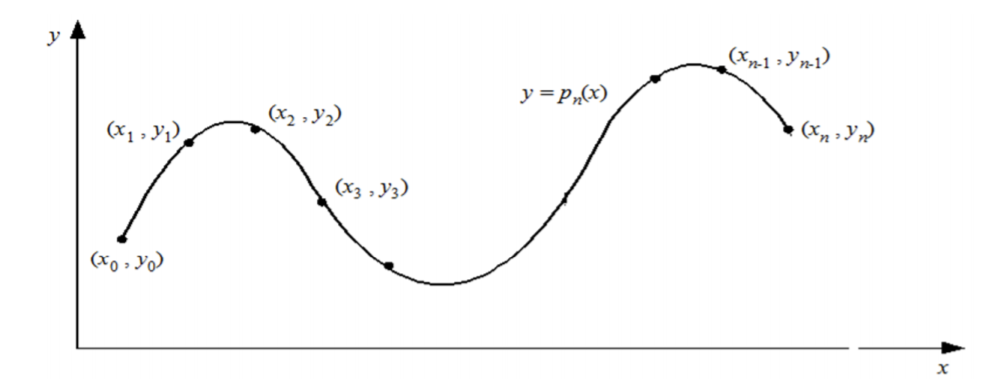 y
(xn-1 , yn-1)
y = pn(x)
(x2 , y2)
(x1 , y1)
(xn , yn)
(x3 , y3)
(x0 , y0)
x